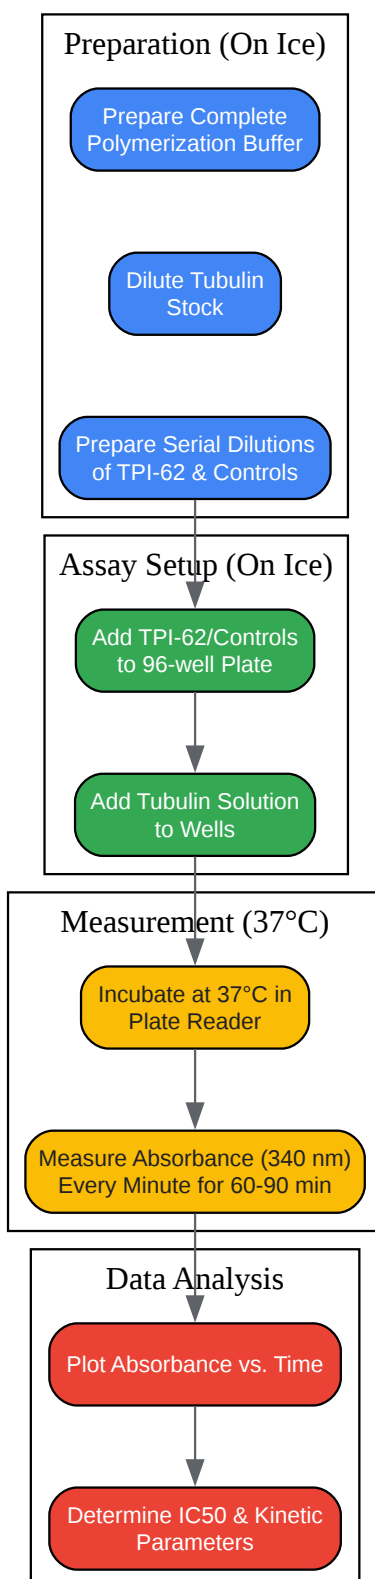 Preparation (On Ice)
Prepare Complete
Polymerization Buffer
Dilute Tubulin
Stock
Prepare Serial Dilutions
of TPI-62 & Controls
Assay Setup (On Ice)
Add TPI-62/Controls
to 96-well Plate
Add Tubulin Solution
to Wells
Measurement (37°C)
Incubate at 37°C in
Plate Reader
Measure Absorbance (340 nm)
Every Minute for 60-90 min
Data Analysis
Plot Absorbance vs. Time
Determine IC50 & Kinetic
Parameters